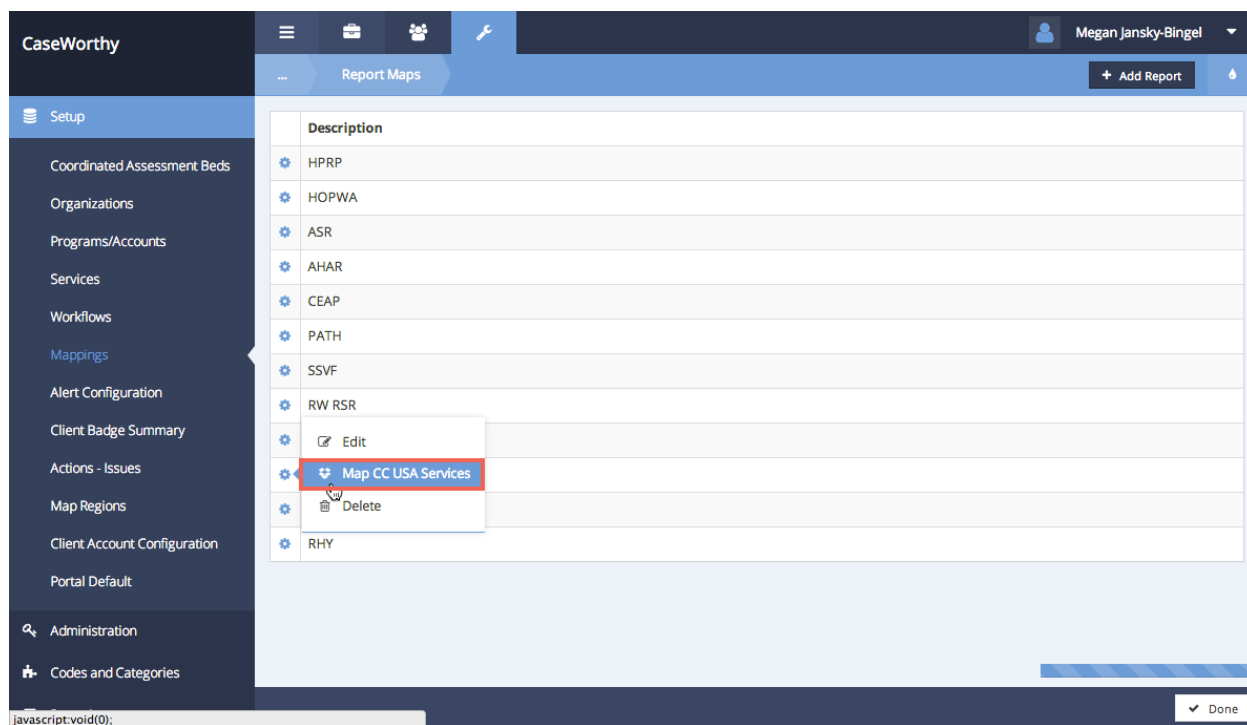 CaseWorthy
Megan Jansky-Bingel
...
Report Maps
+ Add Report
Setup
Coordinated Assessment Beds
Organizations
Programs/Accounts
Services
Workflows
Mappings
Alert Configuration
Client Badge Summary
Actions - Issues
Map Regions
Client Account Configuration
Portal Default
Administration
Codes and Categories
javascript:void(0);
Description
HPRP
HOPWA
ASR
AHAR
CEAP
PATH
SSVF
RW RSR
Edit
Map CC USA Services
Delete
RHY
Done